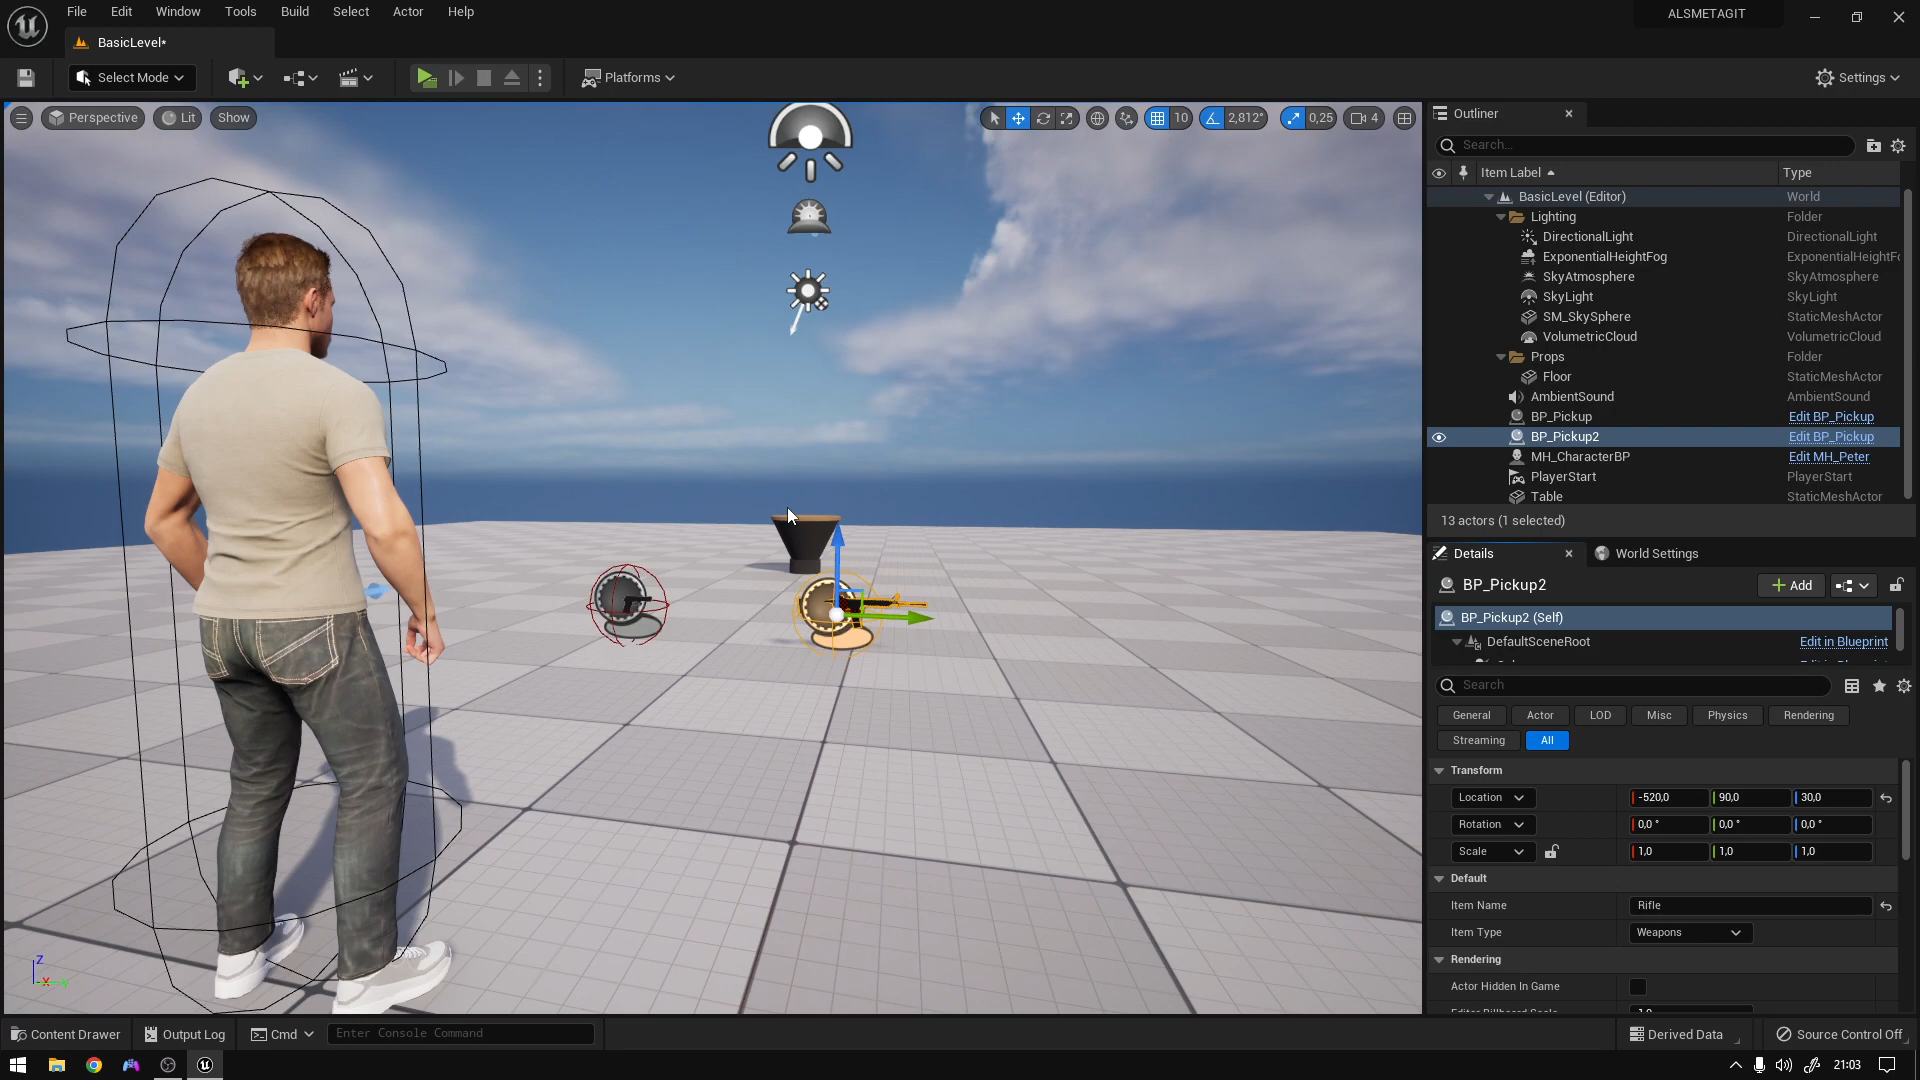 File Edit Window Tools Build Select Actor Help
ALSMETAGIT
BasicLevel*
Select Mode
Platforms
Settings
Perspective
Lit
Show
10
2,812°
0,25
4
Outliner
Search...
Item Label Type
BasicLevel (Editor) World
Lighting Folder
DirectionalLight DirectionalLight
ExponentialHeightFog ExponentialHeightFo
SkyAtmosphere SkyAtmosphere
SkyLight SkyLight
SM_SkySphere StaticMeshActor
VolumetricCloud VolumetricCloud
Props Folder
Floor StaticMeshActor
AmbientSound AmbientSound
BP_Pickup Edit BP_Pickup
BP_Pickup2 Edit BP_Pickup
MH_CharacterBP Edit MH_Peter
PlayerStart PlayerStart
Table StaticMeshActor
13 actors (1 selected)
Details
World Settings
BP_Pickup2
Add
BP_Pickup2 (Self)
DefaultSceneRoot Edit in Blueprint
Search
General Actor LOD Misc Physics Rendering
Streaming All
Transform
Location -520,0 90,0 30,0
Rotation 0,0 ° 0,0 ° 0,0 °
Scale 1,0 1,0 1,0
Default
Item Name Rifle
Item Type Weapons
Rendering
Actor Hidden In Game
Z
X
Y
Content Drawer
Output Log
Cmd
Enter Console Command
Derived Data
Source Control Off
21:03